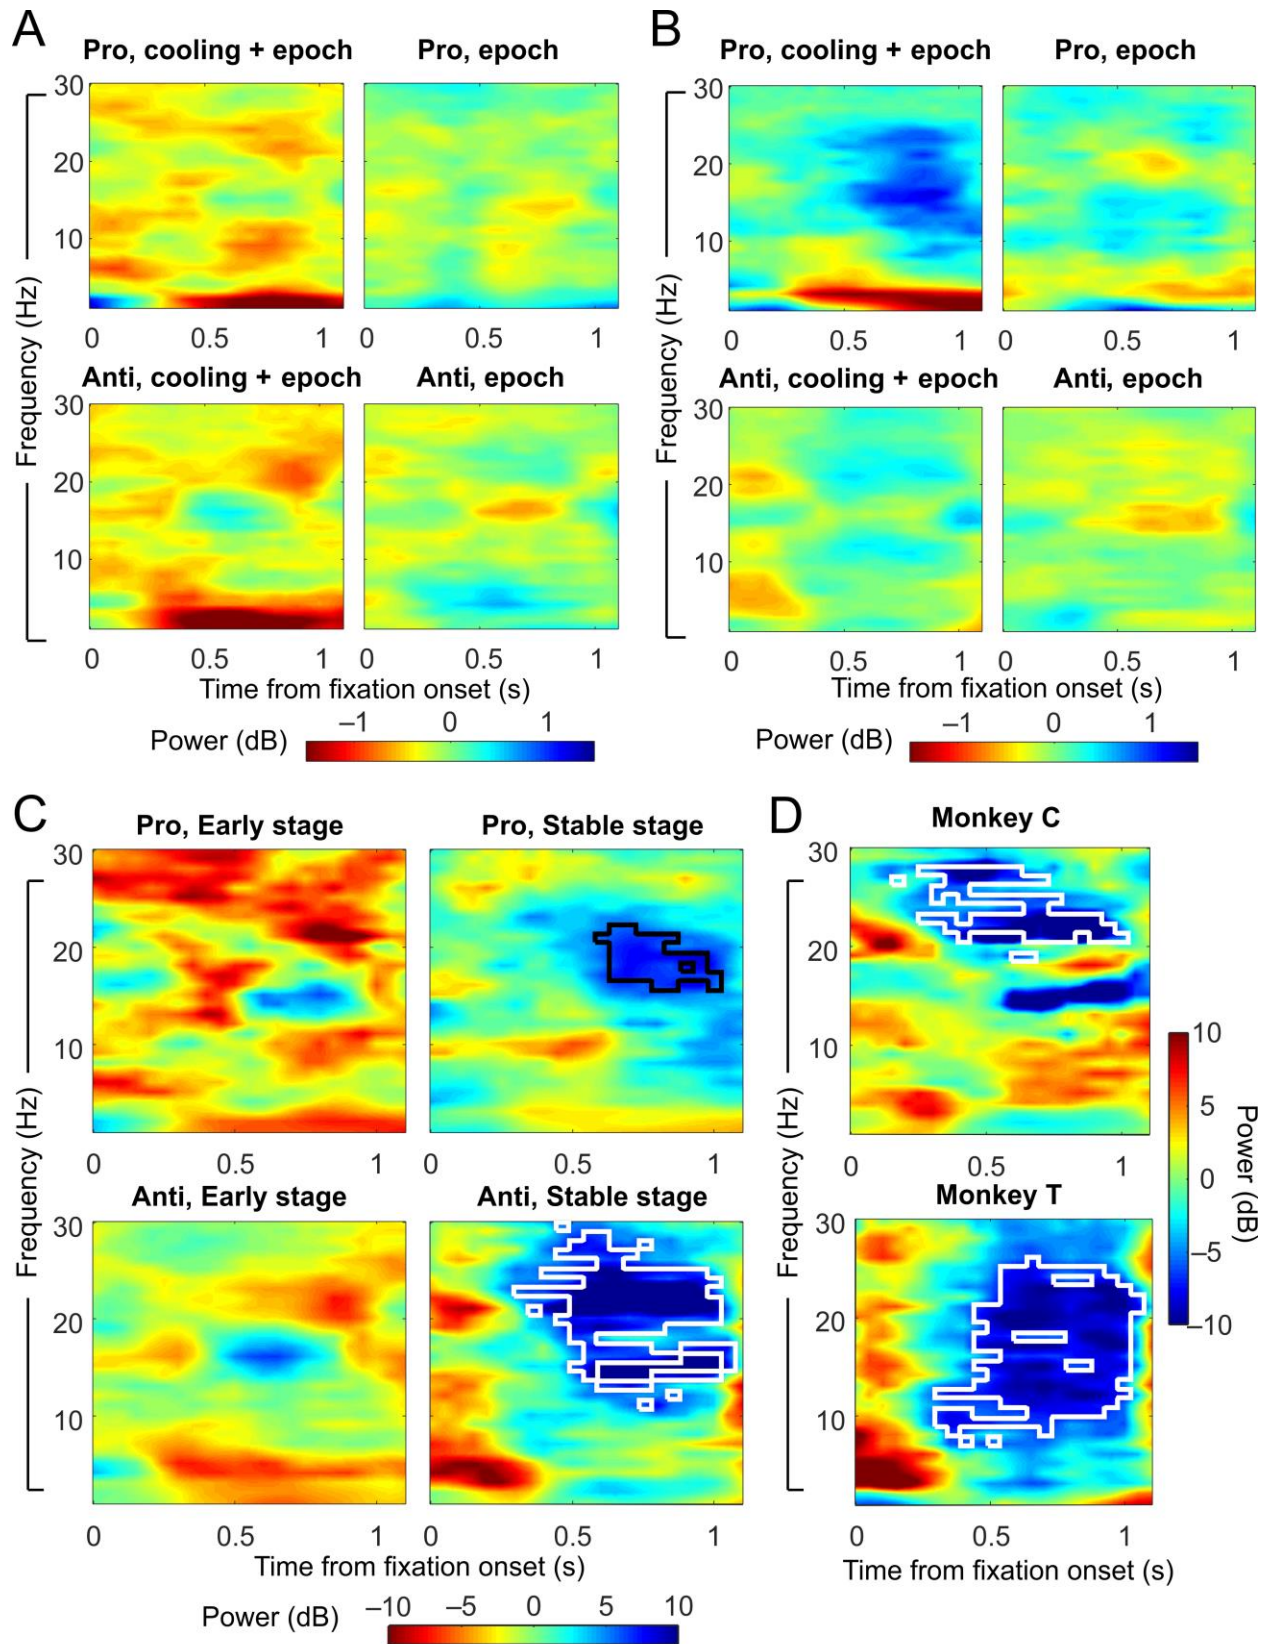 A
Pro, cooling + epoch
Pro, epoch
30
20
10
0 0.5 1
0 0.5 1
Anti, cooling + epoch
Anti, epoch
30
20
10
0 0.5 1
0 0.5 1
Frequency (Hz)
Time from fixation onset (s)
Power (dB)
–1 0 1
B
Pro, cooling + epoch
Pro, epoch
30
20
10
0 0.5 1
0 0.5 1
Anti, cooling + epoch
Anti, epoch
30
20
10
0 0.5 1
0 0.5 1
Frequency (Hz)
Time from fixation onset (s)
Power (dB)
–1 0 1
C
Pro, Early stage
Pro, Stable stage
30
20
10
0 0.5 1
0 0.5 1
Anti, Early stage
Anti, Stable stage
30
20
10
0 0.5 1
0 0.5 1
Frequency (Hz)
Time from fixation onset (s)
Power (dB)
–10 –5 0 5 10
D
Monkey C
30
20
10
0 0.5 1
Monkey T
30
20
10
0 0.5 1
Frequency (Hz)
Time from fixation onset (s)
10
5
0
–5
–10
Power (dB)